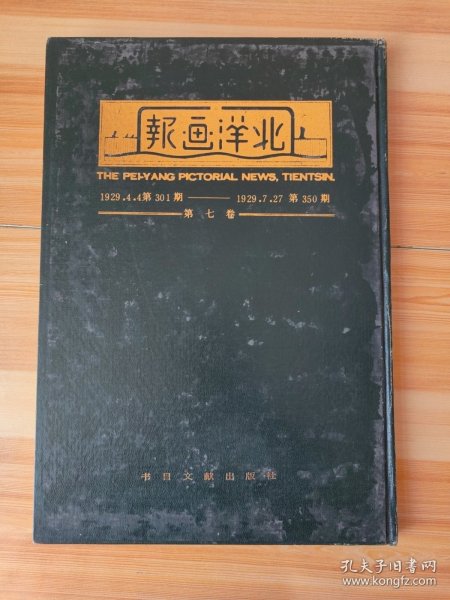 北洋画报
THE PEI-YANG PICTORIAL NEWS, TIENTSIN.
1929.4.4第301期——1929.7.27 第350期
第七卷
书目文献出版社
孔夫子旧书网
www.kongfz.com